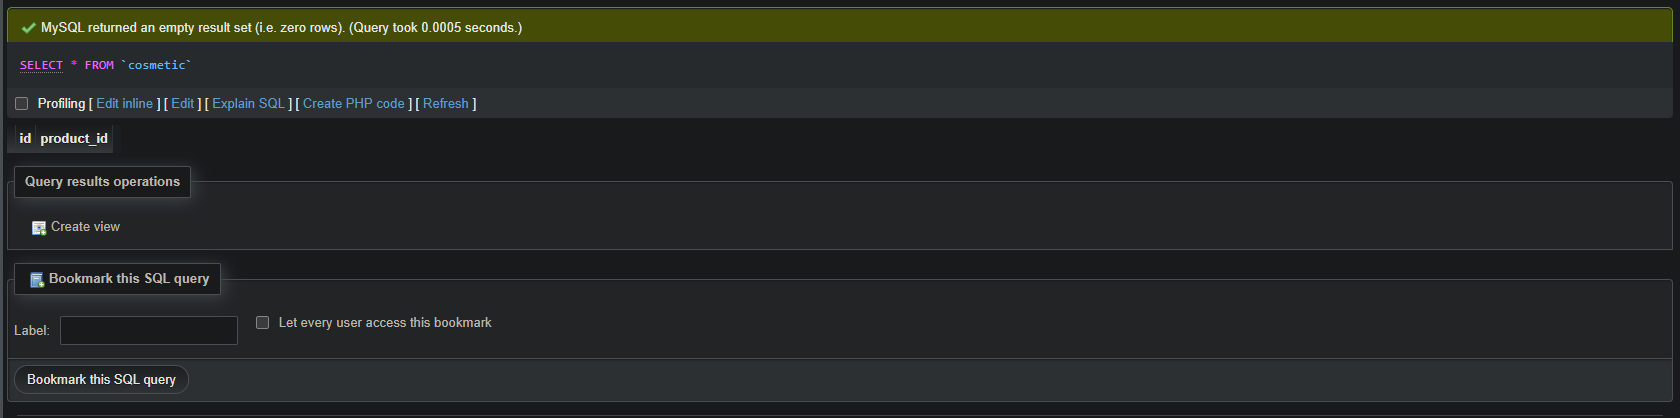 MySQL returned an empty result set (i.e. zero rows). (Query took 0.0005 seconds.)
SELECT * FROM `cosmetic`
Profiling [ Edit inline ] [ Edit ] [ Explain SQL ] [ Create PHP code ] [ Refresh ]
id product_id
Query results operations
Create view
Bookmark this SQL query
Label: Let every user access this bookmark
Bookmark this SQL query